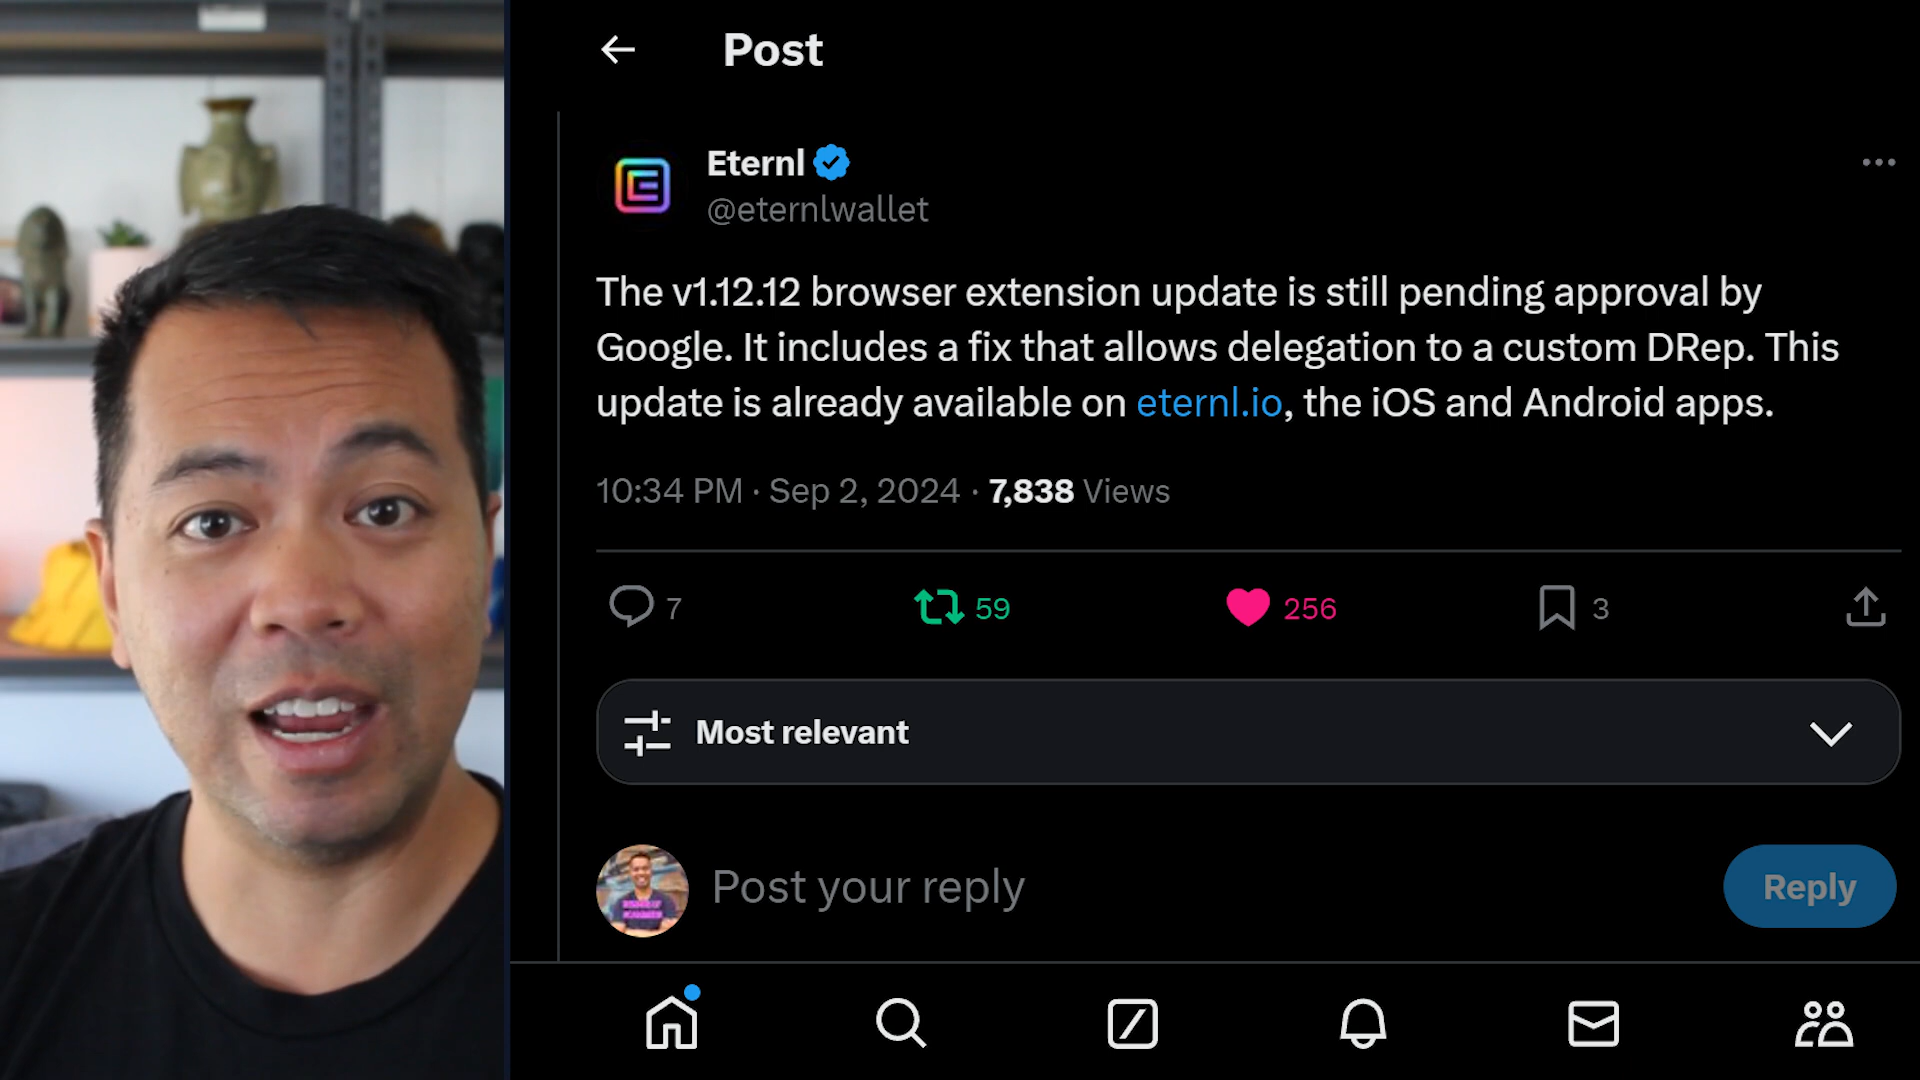 Post
Eternl
@eternlwallet
The v1.12.12 browser extension update is still pending approval by
Google. It includes a fix that allows delegation to a custom DRep. This
update is already available on eternl.io, the iOS and Android apps.
10:34 PM · Sep 2, 2024 · 7,838 Views
7 59 256 3
Most relevant
Post your reply
Reply